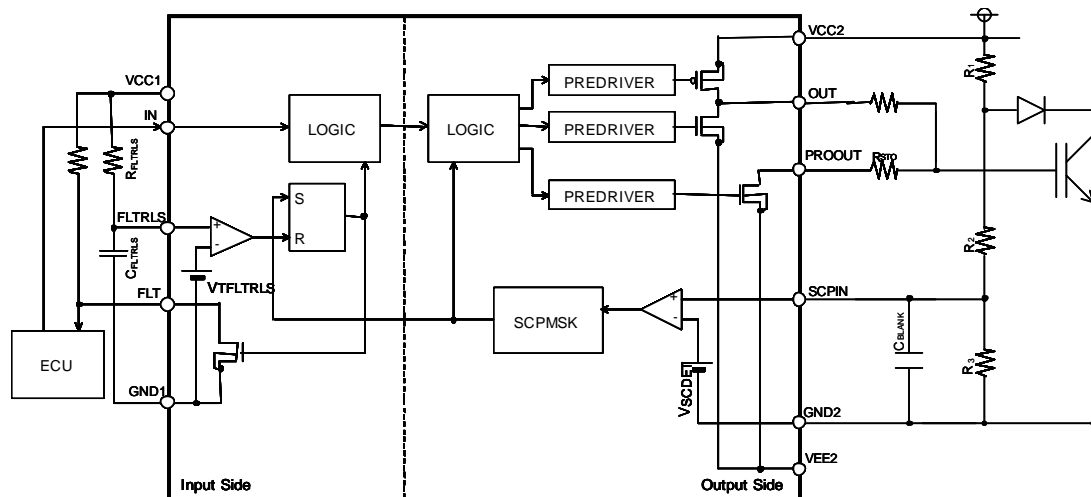 VCC2
R1
VCC1
PREDRIVER
OUT
IN
LOGIC
LOGIC
PREDRIVER
RFLTRLS
PROOUT
RSTO
PREDRIVER
S
FLTRLS
+
-
R
R2
CFLTRLS
VTFLTRLS
FLT
SCPIN
+
-
SCPMSK
CBLANK
R3
ECU
VSCDET
GND1
GND2
VEE2
Input Side
Output Side